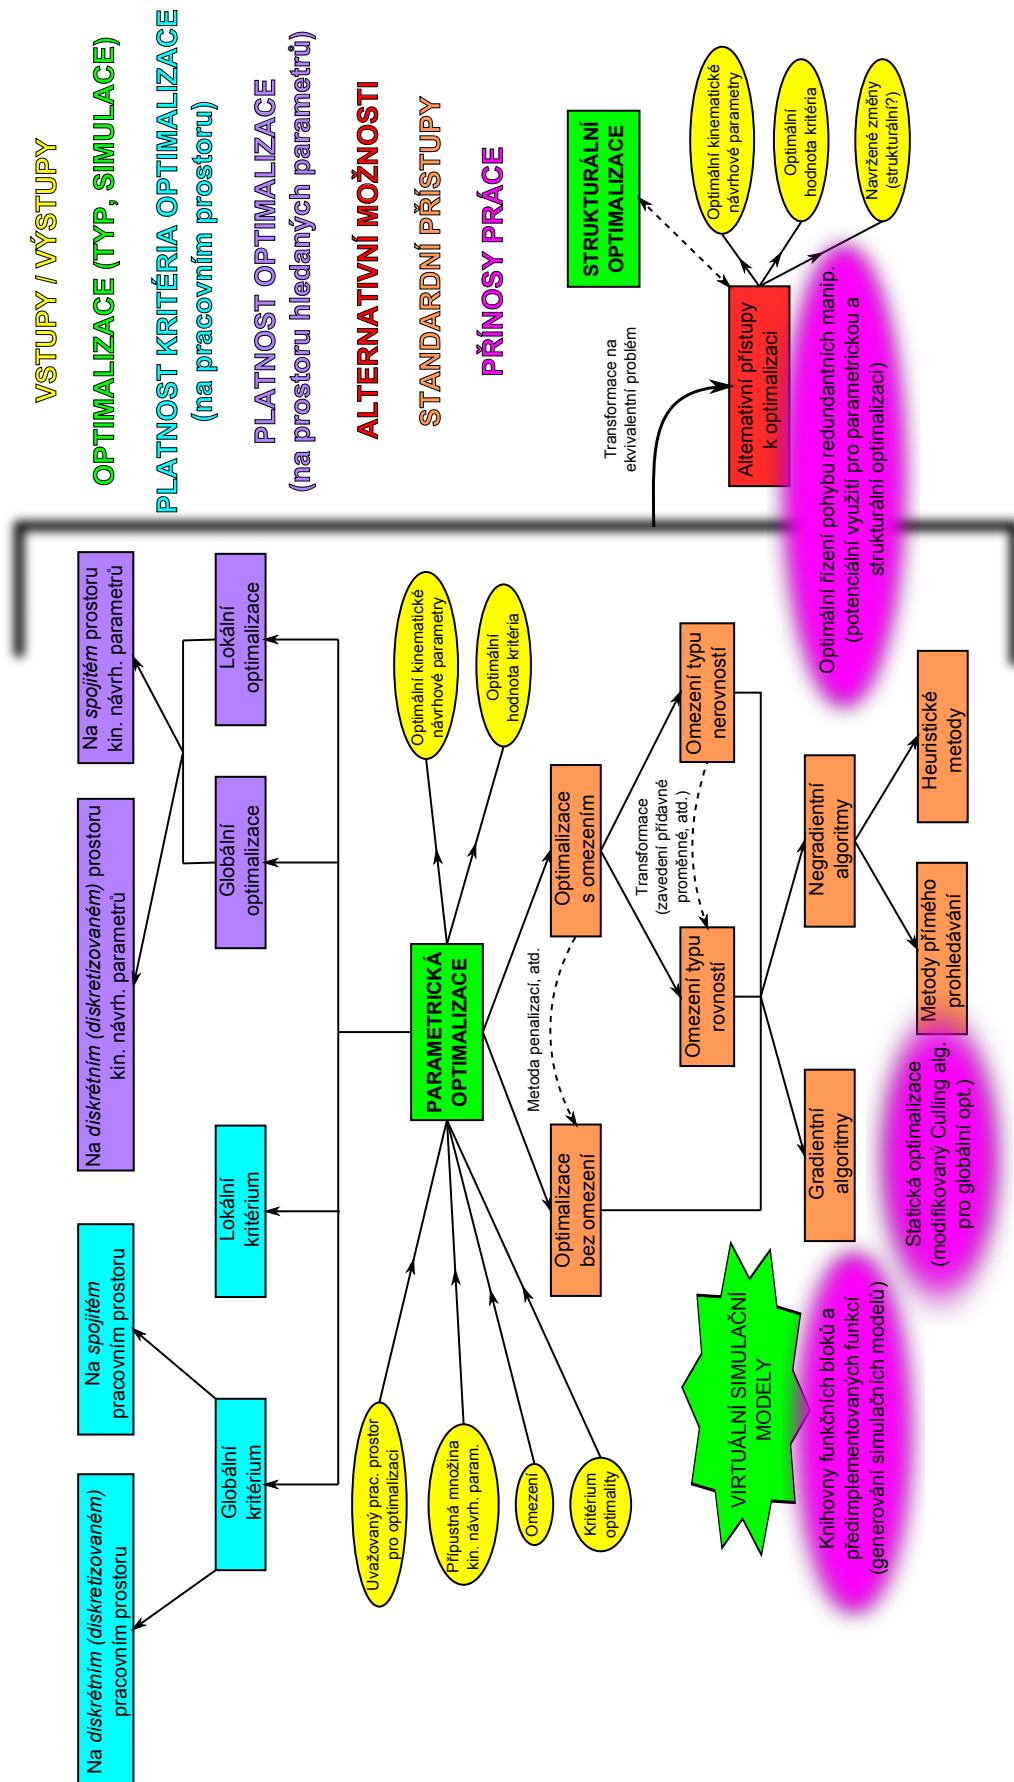 VSTUPY / VÝSTUPY
OPTIMALIZACE (TYP, SIMULACE)
PLATNOST KRITÉRIA OPTIMALIZACE
(na pracovním prostoru)
PLATNOST OPTIMALIZACE
(na prostoru hledaných parametrů)
ALTERNATIVNÍ MOŽNOSTI
STANDARDNÍ PŘÍSTUPY
PŘÍNOSY PRÁCE
Na diskrétním (diskretizovaném)
pracovním prostoru
Na spojitém
pracovním prostoru
Na diskrétním (diskretizovaném) prostoru
kin. návrh. parametrů
Na spojitém prostoru
kin. návrh. parametrů
Globální
kritérium
Lokální
kritérium
Globální
optimalizace
Lokální
optimalizace
Uvažovaný prac. prostor
pro optimalizaci
Přípustná množina
kin. návrh. param.
Omezení
Kritérium
optimality
PARAMETRICKÁ
OPTIMALIZACE
Optimální kinematické
návrhové parametry
Optimální
hodnota kritéria
Optimalizace
bez omezení
Metoda penalizací, atd.
Optimalizace
s omezením
Transformace
(zavedení přídavné
proměnné, atd.)
Omezení typu
rovností
Omezení typu
nerovností
Gradientní
algoritmy
Negradientní
algoritmy
Metody přímého
prohledávání
Heuristické
metody
VIRTUÁLNÍ SIMULAČNÍ
MODELY
Knihovny funkčních bloků a
předimplementovaných funkcí
(generování simulačních modelů)
Statická optimalizace
(modifikovaný Culling alg.
pro globální opt.)
Transformace na
ekvivalentní problém
STRUKTURÁLNÍ
OPTIMALIZACE
Alternativní přístupy
k optimalizaci
Optimální kinematické
návrhové parametry
Optimální
hodnota kritéria
Navržené změny
(strukturální?)
Optimální řízení pohybu redundantních manip.
(potenciální využití pro parametrickou a
strukturální optimalizaci)